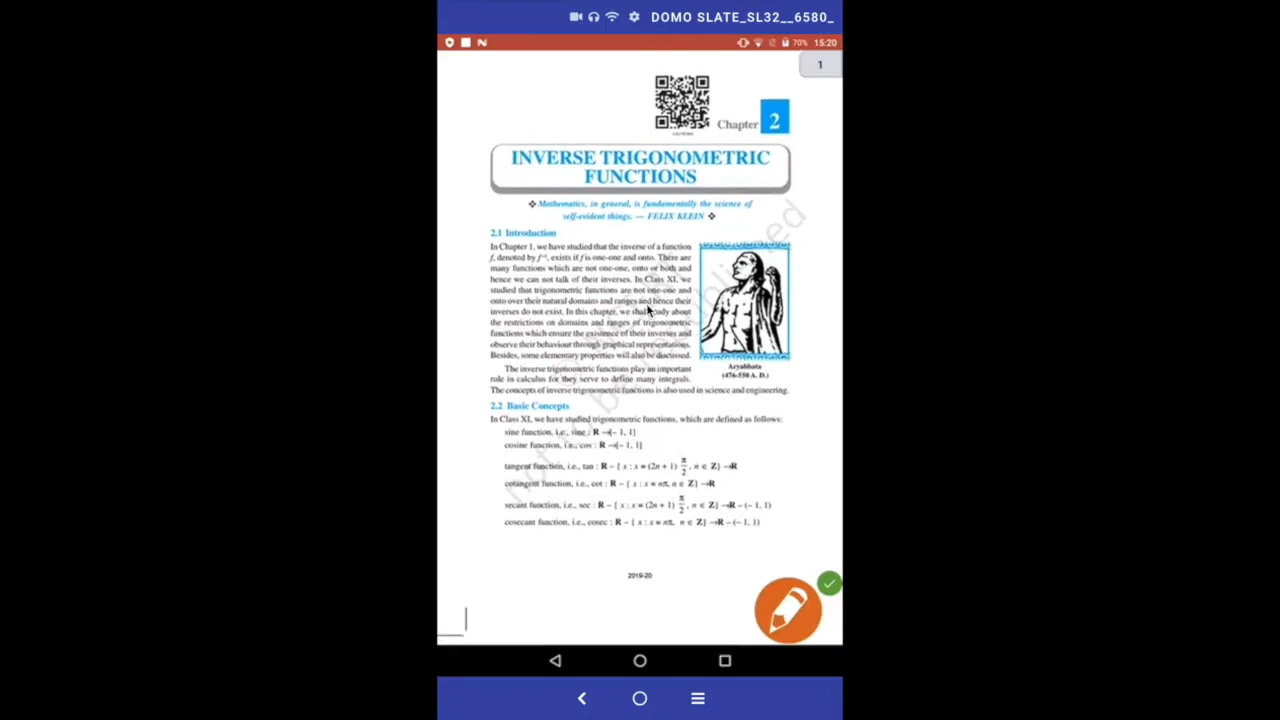 DOMO SLATE_SL32__6580_
70% 15:20
1
Chapter 2
INVERSE TRIGONOMETRIC
FUNCTIONS
❖ Mathematics, in general, is fundamentally the science of
self-evident things. — FELIX KLEIN ❖
2.1 Introduction
In Chapter 1, we have studied that the inverse of a function
f, denoted by f⁻¹, exists if f is one-one and onto. There are
many functions which are not one-one, onto or both and
hence we can not talk of their inverses. In Class XI, we
studied that trigonometric functions are not one-one and
onto over their natural domains and ranges and hence their
inverses do not exist. In this chapter, we shall study about
the restrictions on domains and ranges of trigonometric
functions which ensure the existence of their inverses and
observe their behaviour through graphical representations.
Besides, some elementary properties will also be discussed.
The inverse trigonometric functions play an important
role in calculus for they serve to define many integrals.
The concepts of inverse trigonometric functions is also used in science and engineering.
Aryabhata
(476-550 A. D.)
2.2 Basic Concepts
In Class XI, we have studied trigonometric functions, which are defined as follows:
sine function, i.e., sine : R → [– 1, 1]
cosine function, i.e., cos : R → [– 1, 1]
tangent function, i.e., tan : R – { x : x = (2n + 1) π/2, n ∈ Z} → R
cotangent function, i.e., cot : R – { x : x = nπ, n ∈ Z} → R
secant function, i.e., sec : R – { x : x = (2n + 1) π/2, n ∈ Z} → R – (– 1, 1)
cosecant function, i.e., cosec : R – { x : x = nπ, n ∈ Z} → R – (– 1, 1)
2019-20